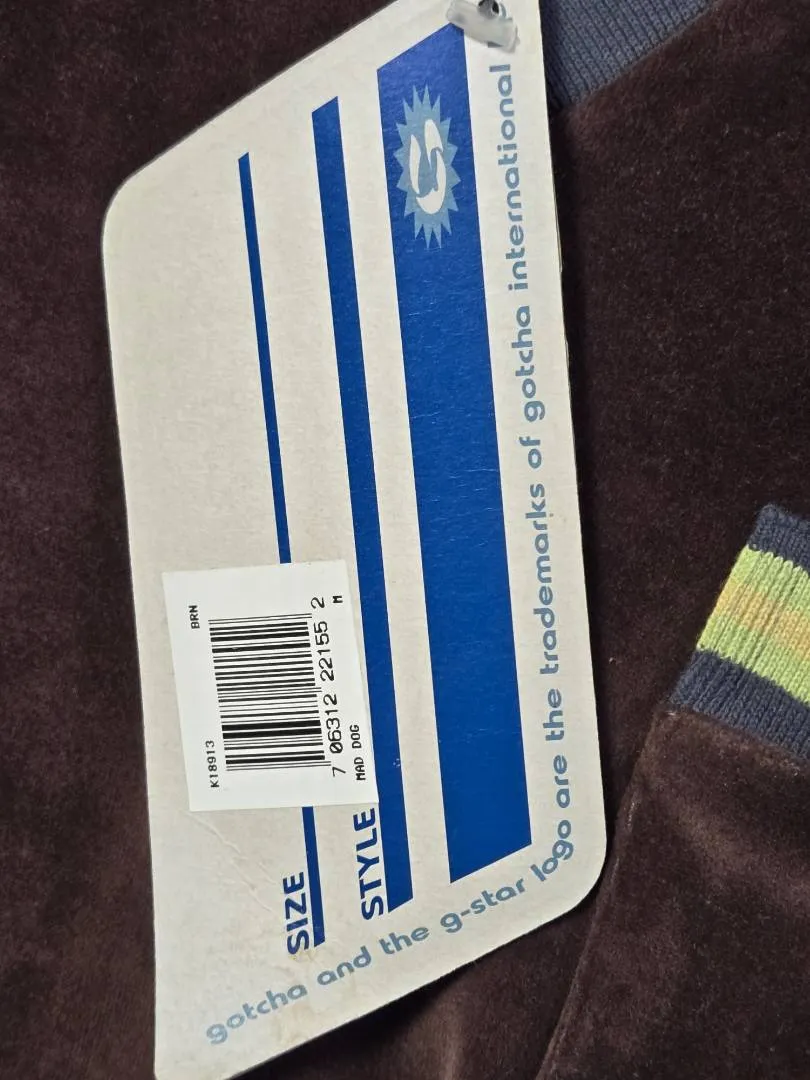 SIZE
STYLE
K18913
BRN
7 06312 22155 2
MAD DOG
M
gotcha and the g-star logo are the trademarks of gotcha international